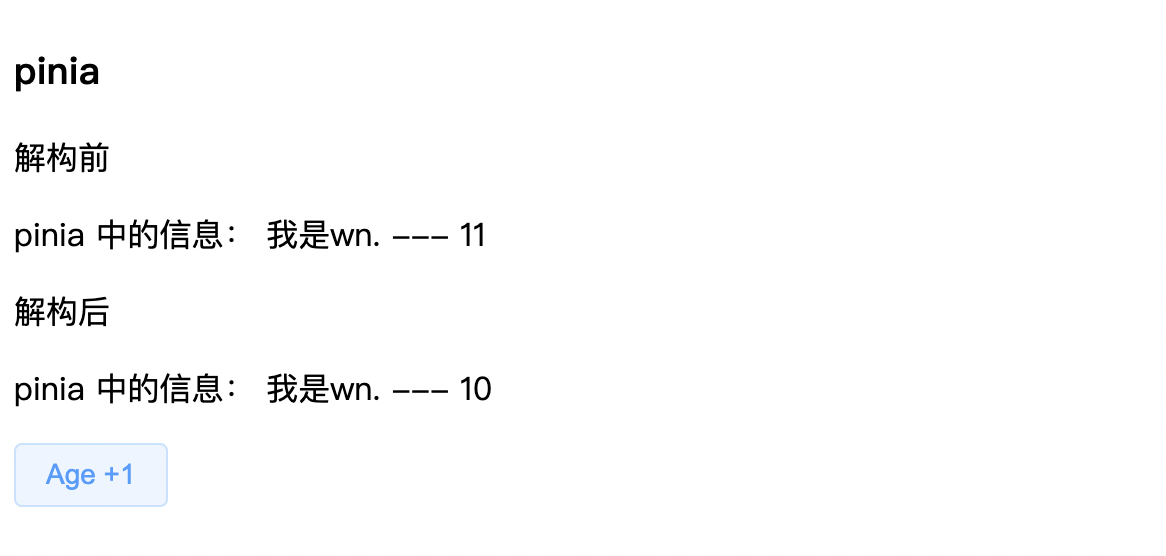 pinia
解构前
pinia 中的信息： 我是wn. --- 11
解构后
pinia 中的信息： 我是wn. --- 10
Age +1